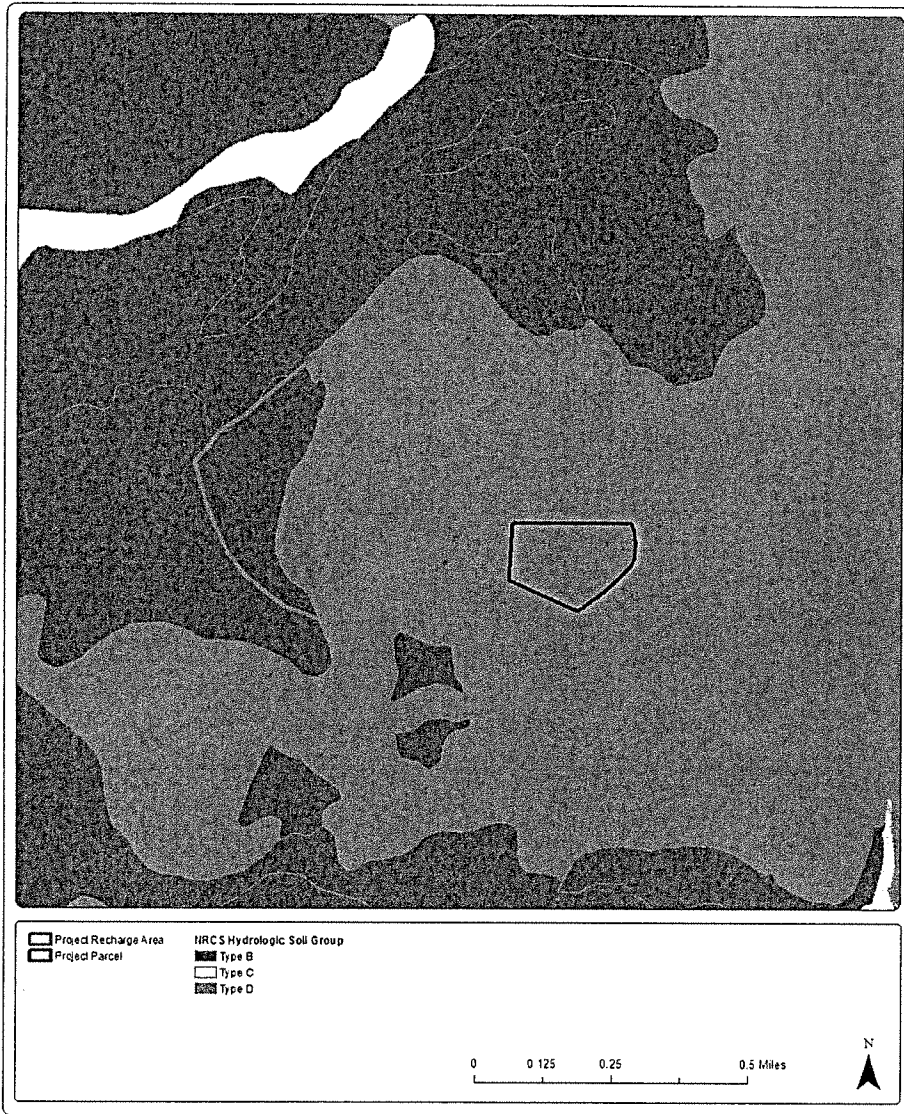 Project Recharge Area
Project Parcel
NRCS Hydrologic Soil Group
Type B
Type C
Type D
0 0 125 0.25 0.5 Miles
N